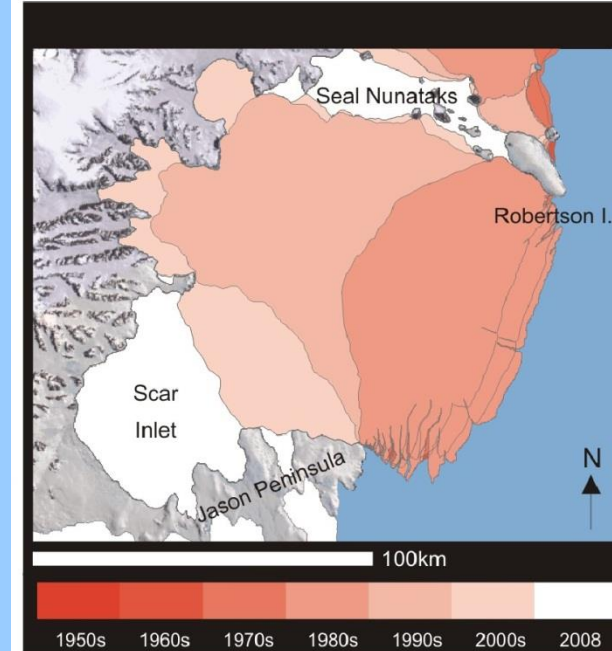 Seal Nunataks
Robertson I.
Scar
Inlet
Jason Peninsula
N
100km
1950s 1960s 1970s 1980s 1990s 2000s 2008